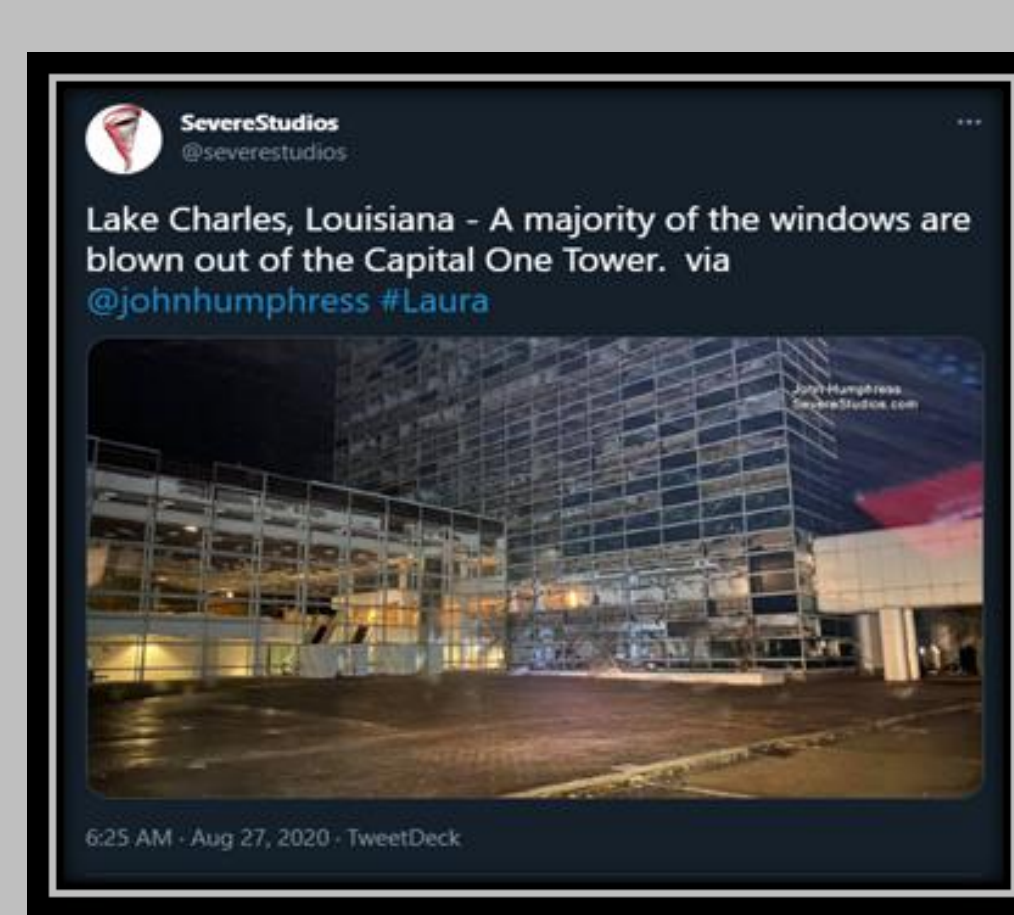 SevereStudios
@severestudios
Lake Charles, Louisiana - A majority of the windows are
blown out of the Capital One Tower.  via
@johnhumphress #Laura
John Humphress
SevereStudios.com
6:25 AM · Aug 27, 2020 · TweetDeck